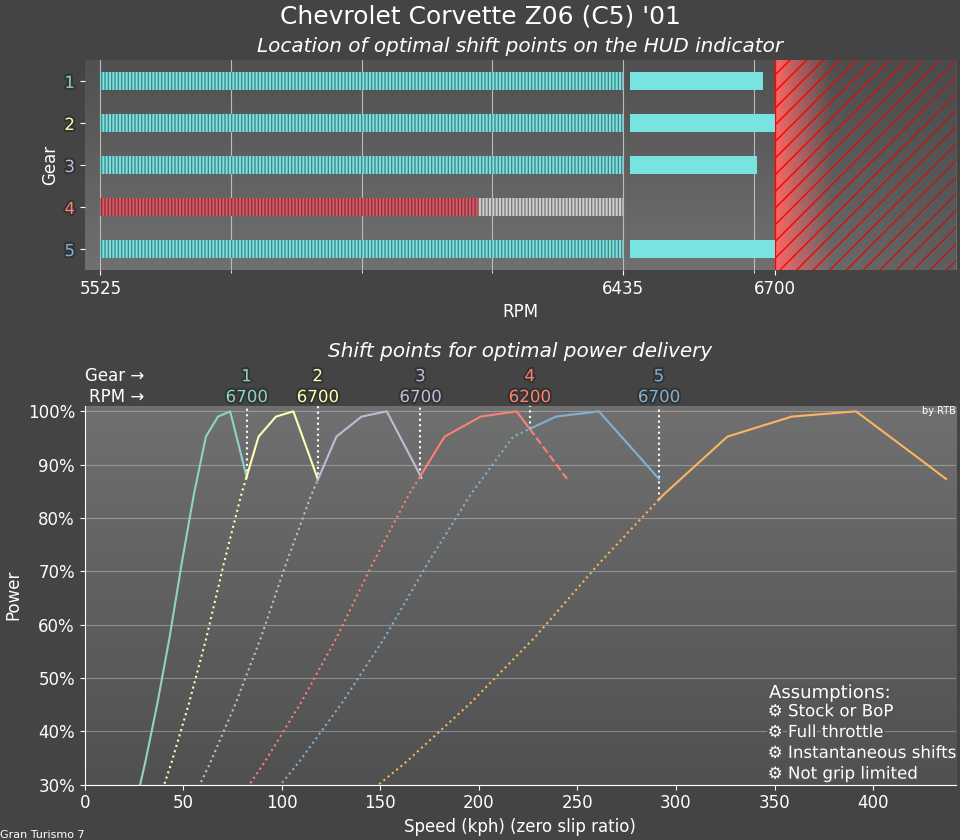 Chevrolet Corvette Z06 (C5) '01
Location of optimal shift points on the HUD indicator
Gear
1
2
3
4
5
5525 6435 6700
RPM
Shift points for optimal power delivery
Gear → 1 2 3 4 5
RPM → 6700 6700 6700 6200 6700
by RTB
Power
100%
90%
80%
70%
60%
50%
40%
30%
Assumptions:
⚙ Stock or BoP
⚙ Full throttle
⚙ Instantaneous shifts
⚙ Not grip limited
0 50 100 150 200 250 300 350 400
Speed (kph) (zero slip ratio)
Gran Turismo 7